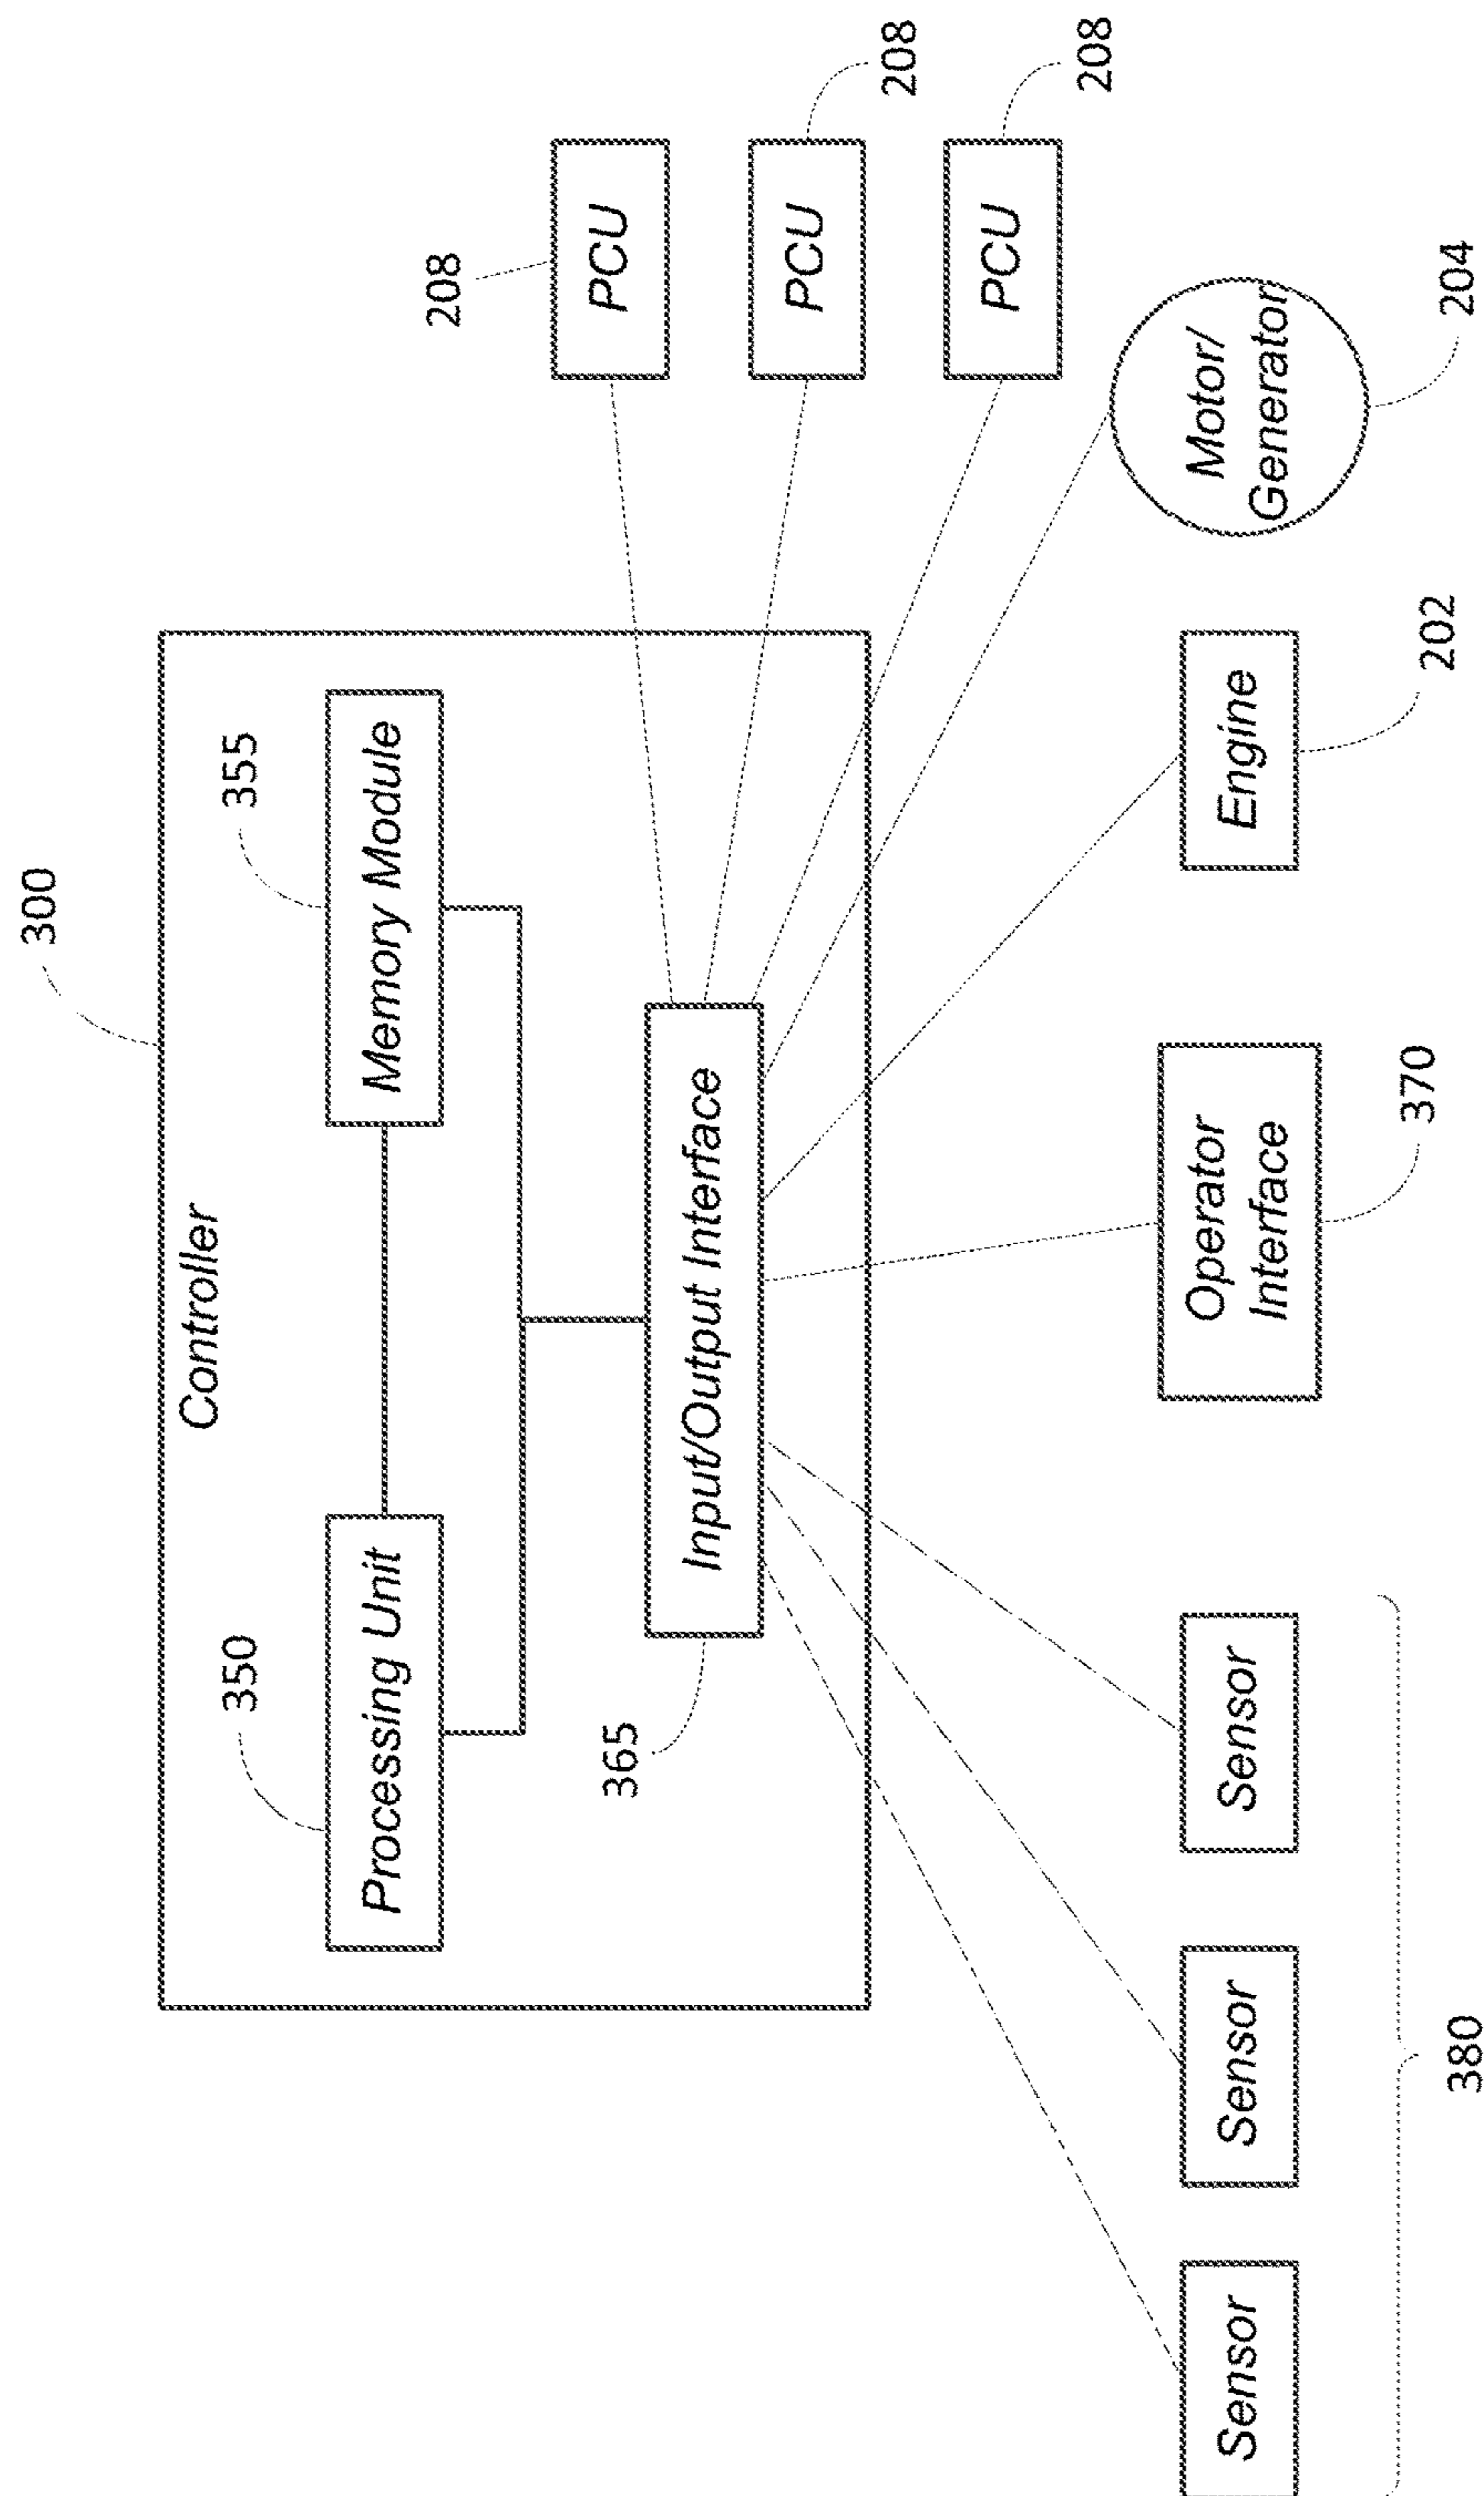 300
Controller
350
355
Processing Unit
Memory Module
208
365
Input/Output Interface
PCU
208
PCU
208
PCU
Sensor
Sensor
Sensor
Operator
Interface
Engine
Motor/
Generator
380
370
202
204